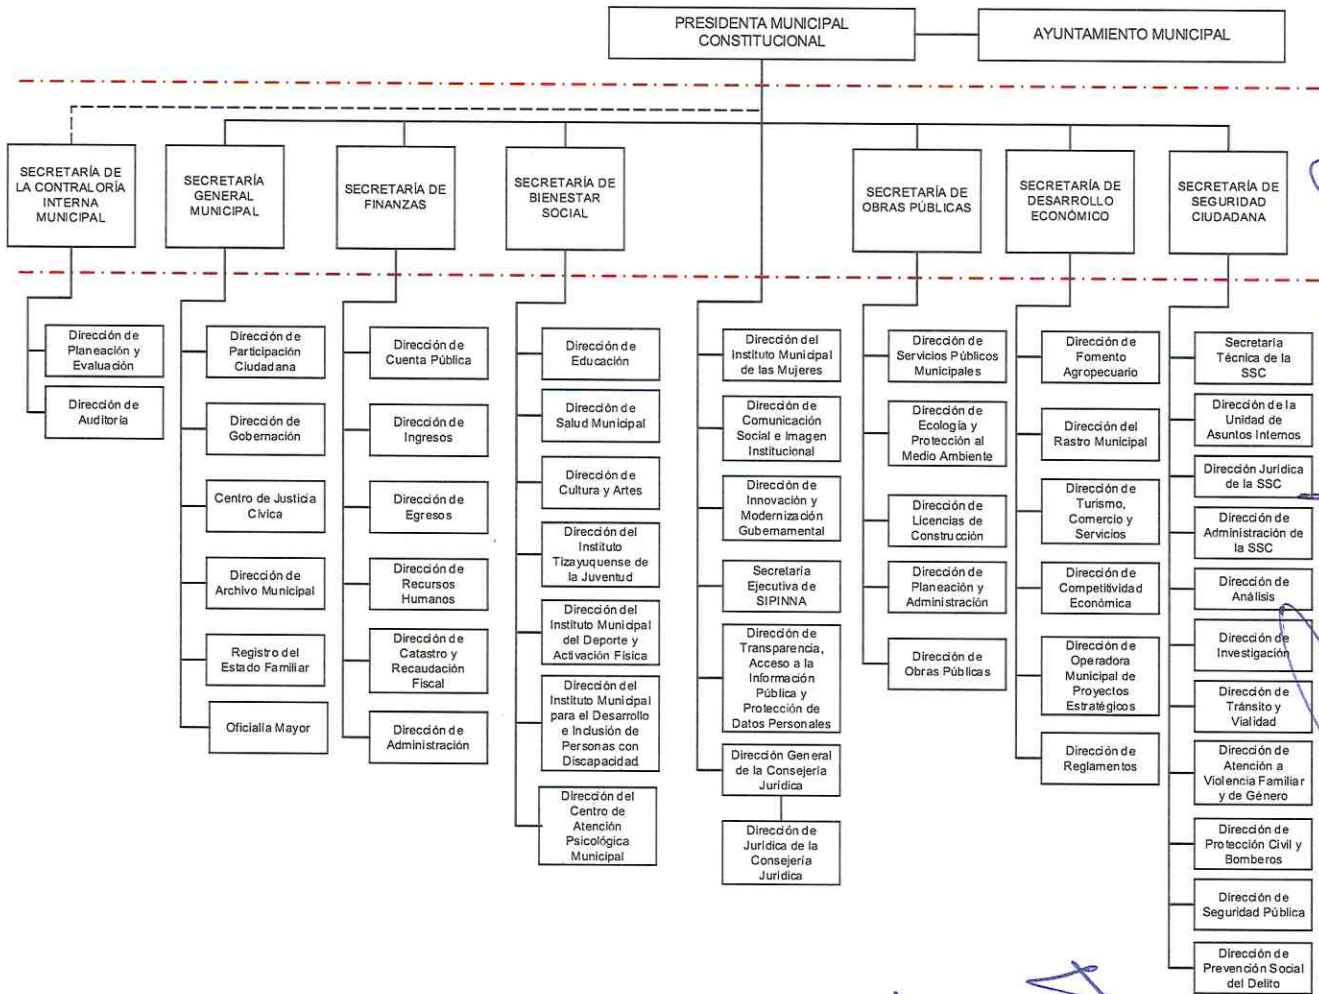 PRESIDENTA MUNICIPAL
CONSTITUCIONAL
AYUNTAMIENTO MUNICIPAL
SECRETARÍA DE
LA CONTRALORÍA
INTERNA
MUNICIPAL
SECRETARÍA
GENERAL
MUNICIPAL
SECRETARÍA DE
FINANZAS
SECRETARÍA DE
BIENESTAR
SOCIAL
SECRETARÍA DE
OBRAS PÚBLICAS
SECRETARÍA DE
DESARROLLO
ECONÓMICO
SECRETARÍA DE
SEGURIDAD
CIUDADANA
Dirección de
Planeación y
Evaluación
Dirección de
Auditoria
Dirección de
Participación
Ciudadana
Dirección de
Gobernación
Centro de Justicia
Cívica
Dirección de
Archivo Municipal
Registro del
Estado Familiar
Oficialía Mayor
Dirección de
Cuenta Pública
Dirección de
Ingresos
Dirección de
Egresos
Dirección de
Recursos
Humanos
Dirección de
Catastro y
Recaudación
Fiscal
Dirección de
Administración
Dirección de
Educación
Dirección de
Salud Municipal
Dirección de
Cultura y Artes
Dirección del
Instituto
Tizayuquense de
la Juventud
Dirección del
Instituto Municipal
del Deporte y
Activación Física
Dirección del
Instituto Municipal
para el Desarrollo
e Inclusión de
Personas con
Discapacidad
Dirección del
Centro de
Atención
Psicológica
Municipal
Dirección del
Instituto Municipal
de las Mujeres
Dirección de
Comunicación
Social e Imagen
Institucional
Dirección de
Innovación y
Modernización
Gubernamental
Secretaria
Ejecutiva de
SIPINNA
Dirección de
Transparencia,
Acceso a la
Información
Pública y
Protección de
Datos Personales
Dirección General
de la Consejería
Jurídica
Dirección de
Jurídica de la
Consejería
Jurídica
Dirección de
Servicios Públicos
Municipales
Dirección de
Ecología y
Protección al
Medio Ambiente
Dirección de
Licencias de
Construcción
Dirección de
Planeación y
Administración
Dirección de
Obras Públicas
Dirección de
Fomento
Agropecuario
Dirección del
Rastro Municipal
Dirección de
Turismo,
Comercio y
Servicios
Dirección de
Competitividad
Económica
Dirección de
Operadora
Municipal de
Proyectos
Estratégicos
Dirección de
Reglamentos
Secretaría
Técnica de la
SSC
Dirección de la
Unidad de
Asuntos Internos
Dirección Jurídica
de la SSC
Dirección de
Administración de
la SSC
Dirección de
Análisis
Dirección de
Investigación
Dirección de
Tránsito y
Vialidad
Dirección de
Atención a
Violencia Familiar
y de Género
Dirección de
Protección Civil y
Bomberos
Dirección de
Seguridad Pública
Dirección de
Prevención Social
del Delito